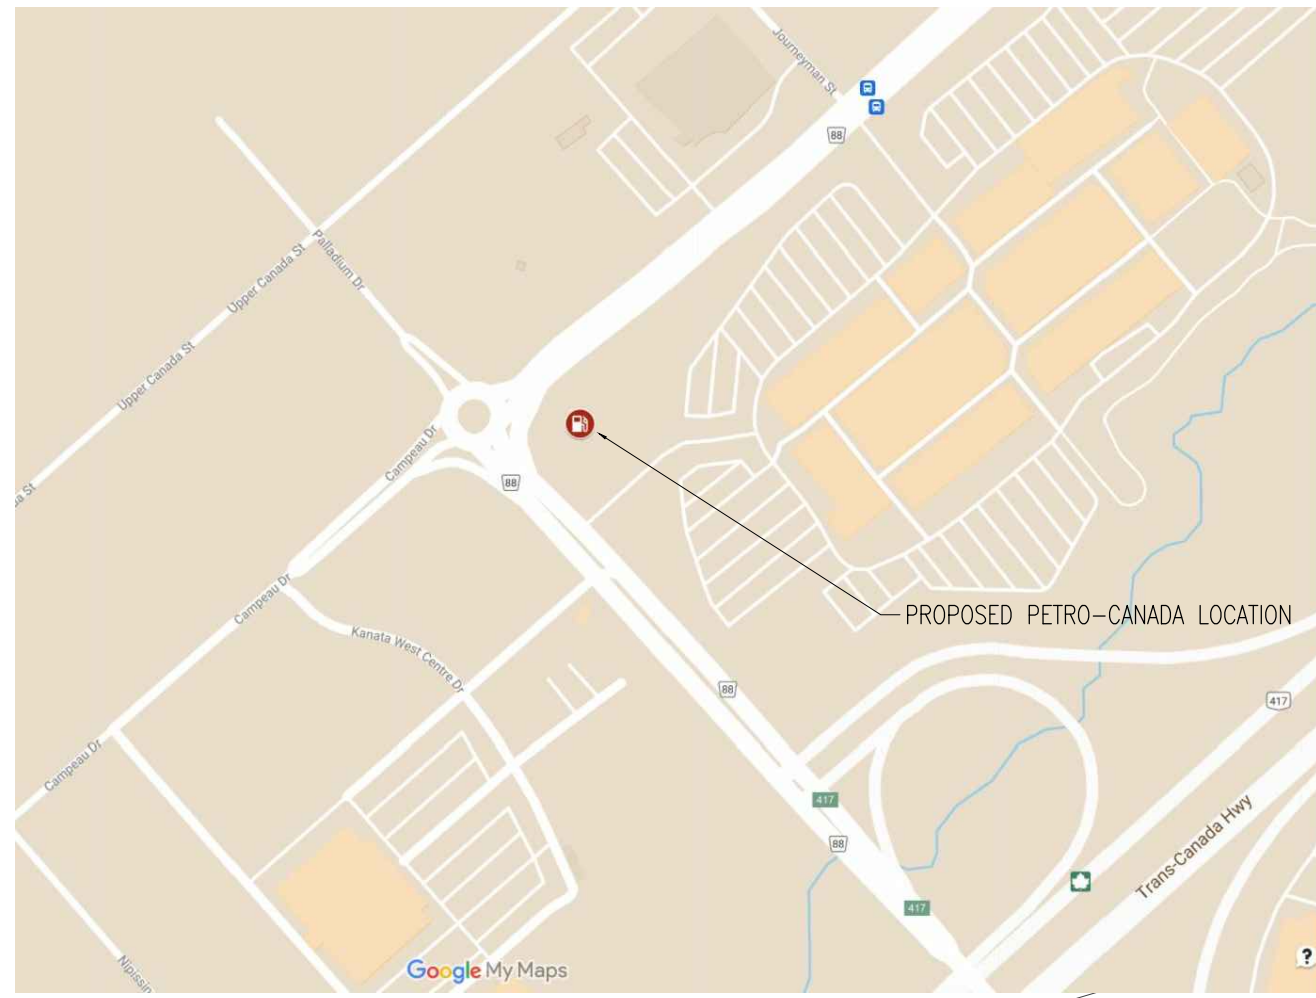 Journeyman St
88
Palladium Dr
Upper Canada St
Upper Canada St
Campeau Dr
88
Campeau Dr
PROPOSED PETRO-CANADA LOCATION
Kanata West Centre Dr
88
417
Campeau Dr
417
88
Trans-Canada Hwy
417
Google My Maps
?